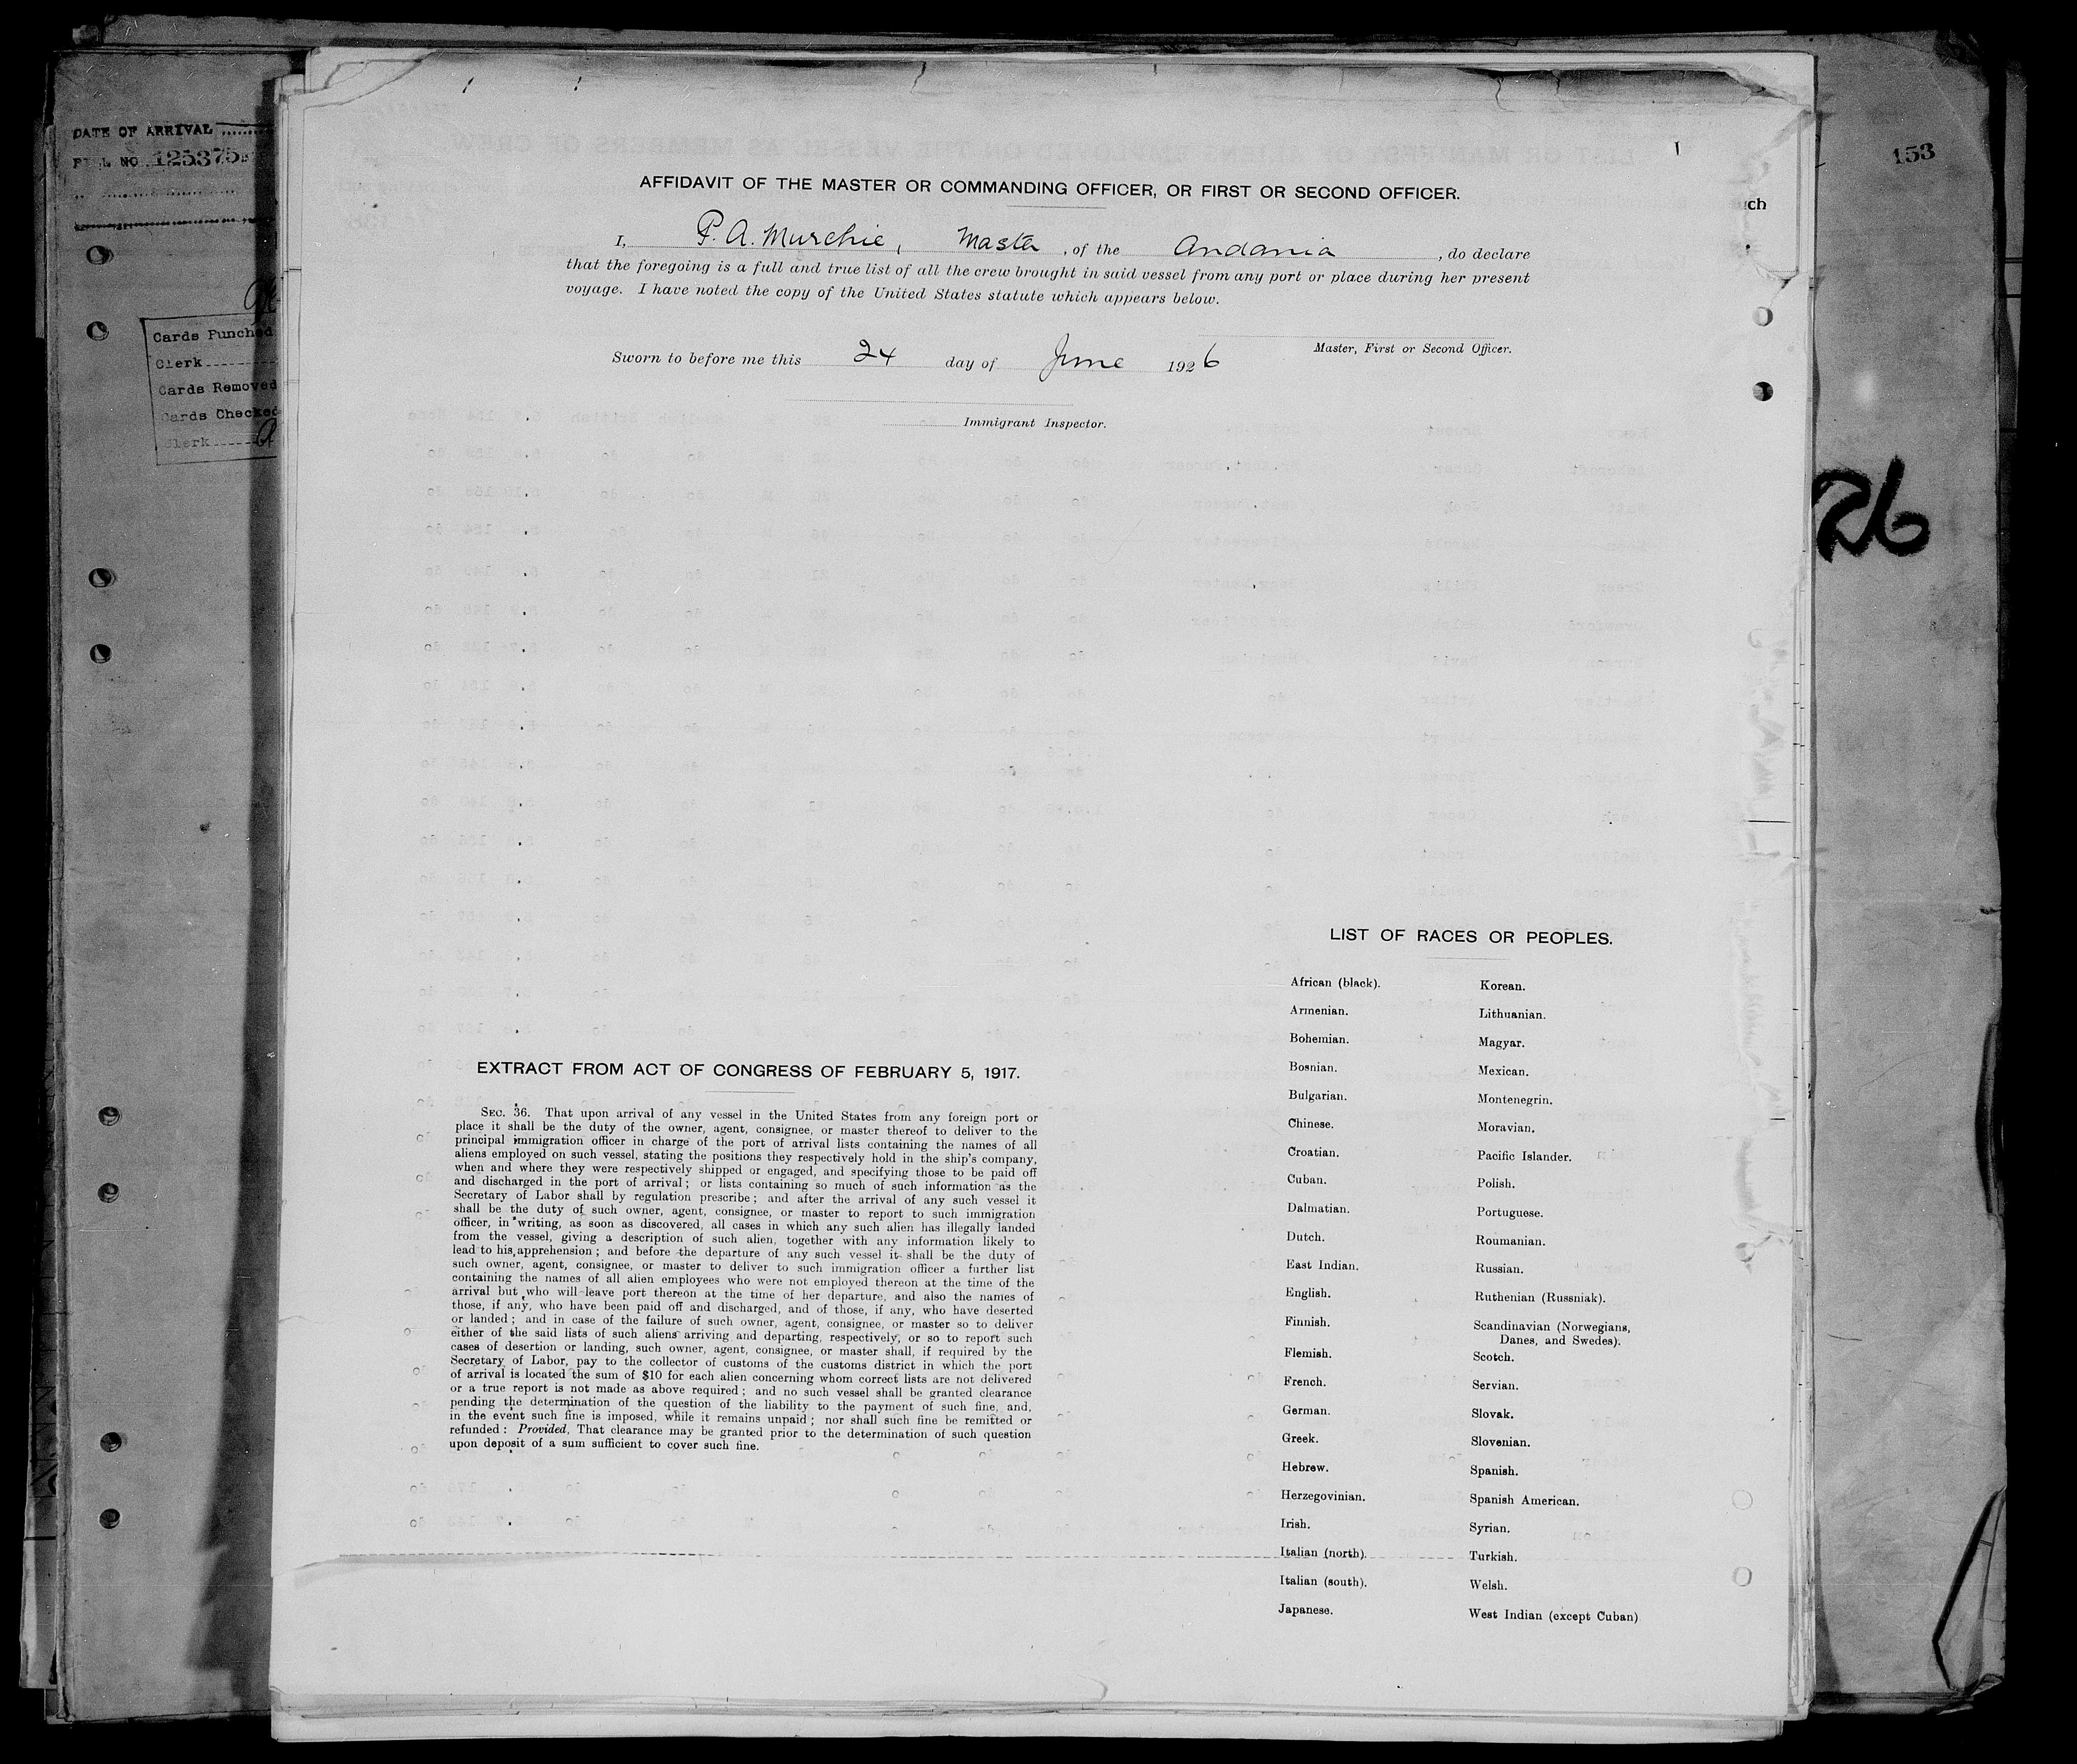 DATE OF ARRIVAL
NO. 125375
Cards Punched
Clerk
Cards Removed
Cards Checked
Clerk
AFFIDAVIT OF THE MASTER OR COMMANDING OFFICER, OR FIRST OR SECOND OFFICER.
I, P. A. Murchie, Master, of the Andania, do declare
that the foregoing is a full and true list of all the crew brought in said vessel from any port or place during her present
voyage. I have noted the copy of the United States statute which appears below.
Master, First or Second Officer.
Sworn to before me this 24 day of June 1926
Immigrant Inspector.
EXTRACT FROM ACT OF CONGRESS OF FEBRUARY 5, 1917.
SEC. 36. That upon arrival of any vessel in the United States from any foreign port or
place it shall be the duty of the owner, agent, consignee, or master thereof to deliver to the
principal immigration officer in charge of the port of arrival lists containing the names of all
aliens employed on such vessel, stating the positions they respectively hold in the ship's company,
when and where they were respectively shipped or engaged, and specifying those to be paid off
and discharged in the port of arrival; or lists containing so much of such information as the
Secretary of Labor shall by regulation prescribe; and after the arrival of any such vessel it
shall be the duty of such owner, agent, consignee, or master to report to such immigration
officer, in writing, as soon as discovered, all cases in which any such alien has illegally landed
from the vessel, giving a description of such alien, together with any information likely to
lead to his apprehension; and before the departure of any such vessel it shall be the duty of
such owner, agent, consignee, or master to deliver to such immigration officer a further list
containing the names of all alien employees who were not employed thereon at the time of the
arrival but who will leave port thereon at the time of her departure, and also the names of
those, if any, who have been paid off and discharged, and of those, if any, who have deserted
or landed; and in case of the failure of such owner, agent, consignee, or master so to deliver
either of the said lists of such aliens arriving and departing, respectively, or so to report such
cases of desertion or landing, such owner, agent, consignee, or master shall, if required by the
Secretary of Labor, pay to the collector of customs of the customs district in which the port
of arrival is located the sum of $10 for each alien concerning whom correct lists are not delivered
or a true report is not made as above required; and no such vessel shall be granted clearance
pending the determination of the question of the liability to the payment of such fine, and,
in the event such fine is imposed, while it remains unpaid; nor shall such fine be remitted or
refunded: Provided, That clearance may be granted prior to the determination of such question
upon deposit of a sum sufficient to cover such fine.
LIST OF RACES OR PEOPLES.
African (black).
Armenian.
Bohemian.
Bosnian.
Bulgarian.
Chinese.
Croatian.
Cuban.
Dalmatian.
Dutch.
East Indian.
English.
Finnish.
Flemish.
French.
German.
Greek.
Hebrew.
Herzegovinian.
Irish.
Italian (north).
Italian (south).
Japanese.
Korean.
Lithuanian.
Magyar.
Mexican.
Montenegrin.
Moravian.
Pacific Islander.
Polish.
Portuguese.
Roumanian.
Russian.
Ruthenian (Russniak).
Scandinavian (Norwegians,
Danes, and Swedes).
Scotch.
Servian.
Slovak.
Slovenian.
Spanish.
Spanish American.
Syrian.
Turkish.
Welsh.
West Indian (except Cuban)
153
26